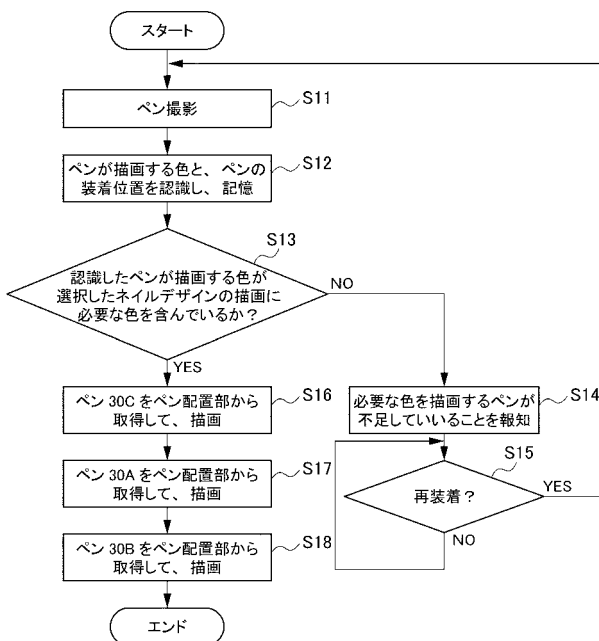 スタート
S11
ペン撮影
S12
ペンが描画する色と、ペンの
装着位置を認識し、記憶
S13
認識したペンが描画する色が
選択したネイルデザインの描画に
必要な色を含んでいるか?
NO
YES
S16
ペン 30C をペン配置部から
取得して、描画
S14
必要な色を描画するペンが
不足していいることを報知
S15
再装着?
YES
NO
S17
ペン 30A をペン配置部から
取得して、描画
S18
ペン 30B をペン配置部から
取得して、描画
エンド